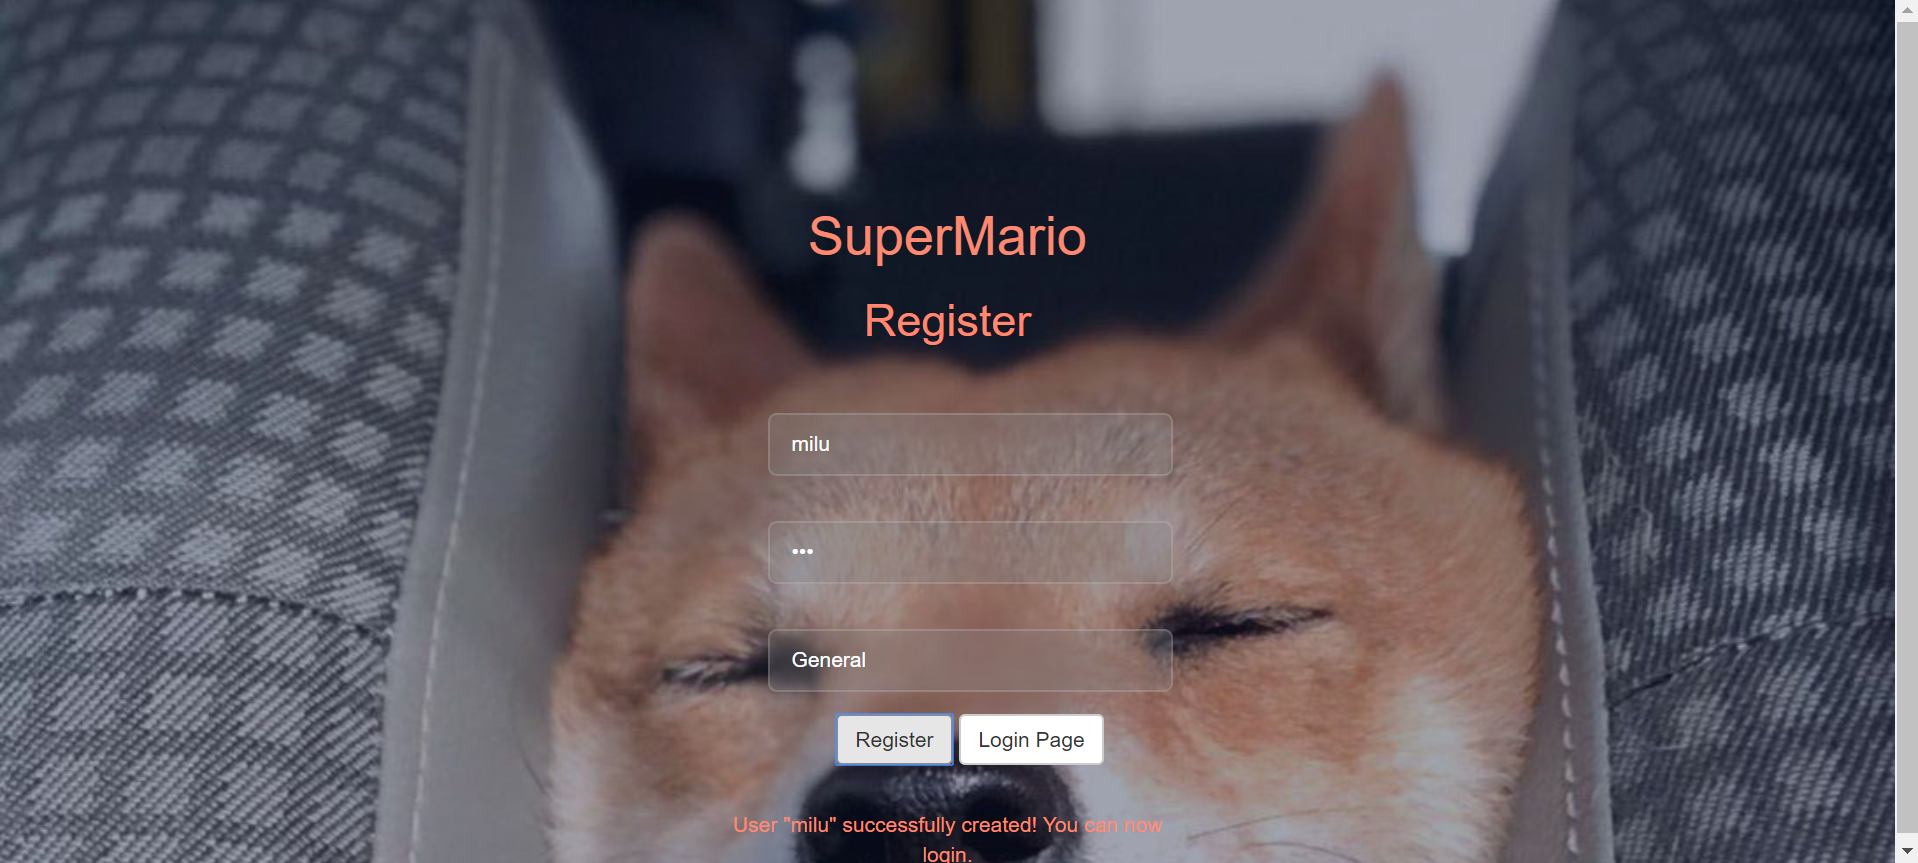 SuperMario
Register
milu
•••
General
Register
Login Page
User "milu" successfully created! You can now
login.